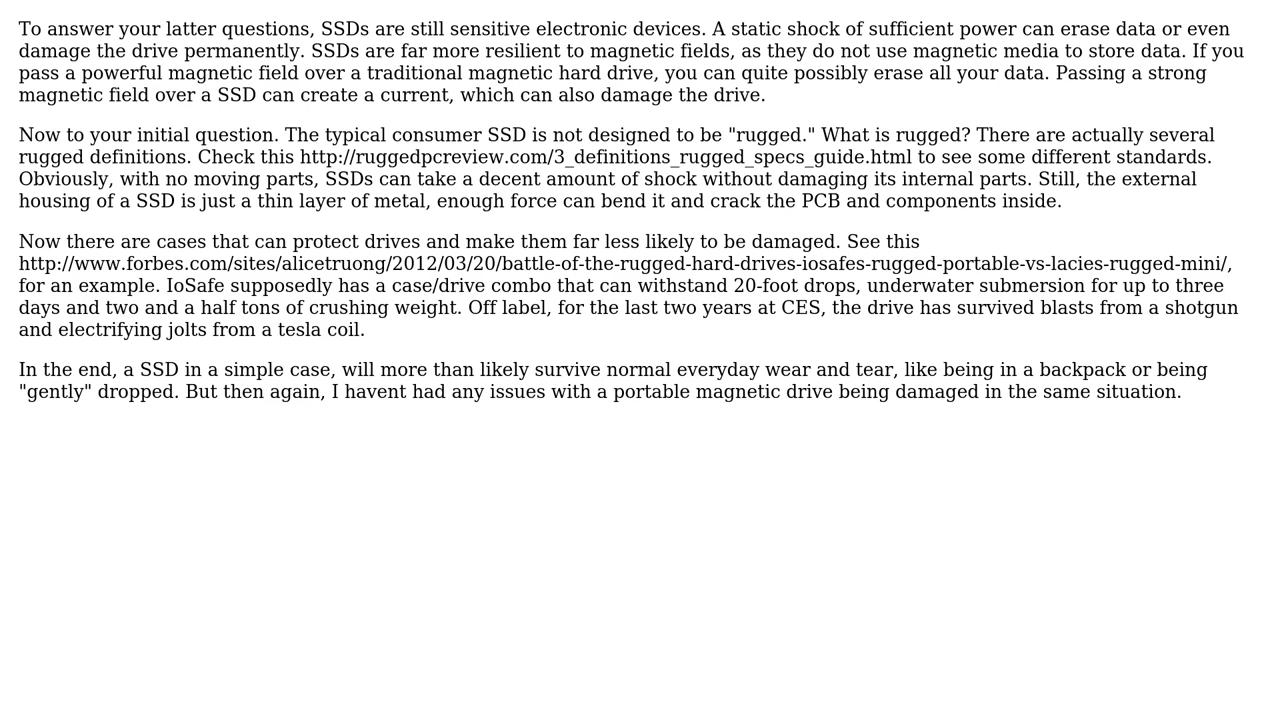 To answer your latter questions, SSDs are still sensitive electronic devices. A static shock of sufficient power can erase data or even
damage the drive permanently. SSDs are far more resilient to magnetic fields, as they do not use magnetic media to store data. If you
pass a powerful magnetic field over a traditional magnetic hard drive, you can quite possibly erase all your data. Passing a strong
magnetic field over a SSD can create a current, which can also damage the drive.
Now to your initial question. The typical consumer SSD is not designed to be "rugged." What is rugged? There are actually several
rugged definitions. Check this http://ruggedpcreview.com/3_definitions_rugged_specs_guide.html to see some different standards.
Obviously, with no moving parts, SSDs can take a decent amount of shock without damaging its internal parts. Still, the external
housing of a SSD is just a thin layer of metal, enough force can bend it and crack the PCB and components inside.
Now there are cases that can protect drives and make them far less likely to be damaged. See this
http://www.forbes.com/sites/alicetruong/2012/03/20/battle-of-the-rugged-hard-drives-iosafes-rugged-portable-vs-lacies-rugged-mini/,
for an example. IoSafe supposedly has a case/drive combo that can withstand 20-foot drops, underwater submersion for up to three
days and two and a half tons of crushing weight. Off label, for the last two years at CES, the drive has survived blasts from a shotgun
and electrifying jolts from a tesla coil.
In the end, a SSD in a simple case, will more than likely survive normal everyday wear and tear, like being in a backpack or being
"gently" dropped. But then again, I havent had any issues with a portable magnetic drive being damaged in the same situation.